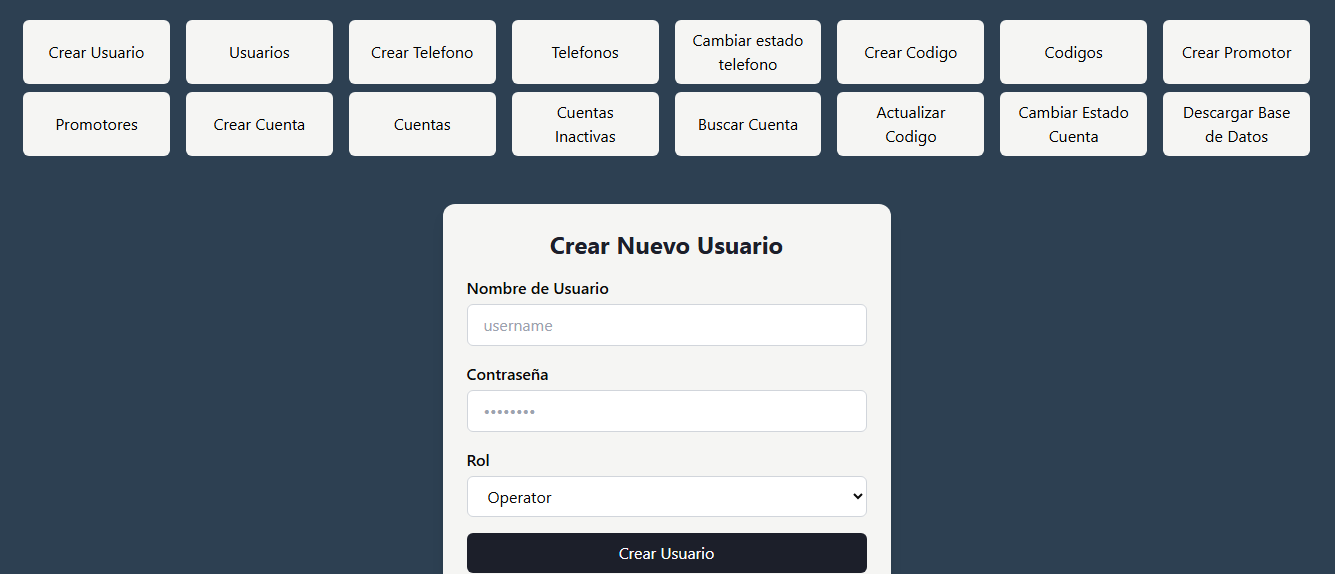 Crear Usuario
Usuarios
Crear Telefono
Telefonos
Cambiar estado
telefono
Crear Codigo
Codigos
Crear Promotor
Promotores
Crear Cuenta
Cuentas
Cuentas
Inactivas
Buscar Cuenta
Actualizar
Codigo
Cambiar Estado
Cuenta
Descargar Base
de Datos
Crear Nuevo Usuario
Nombre de Usuario
username
Contraseña
••••••••
Rol
Operator
Crear Usuario